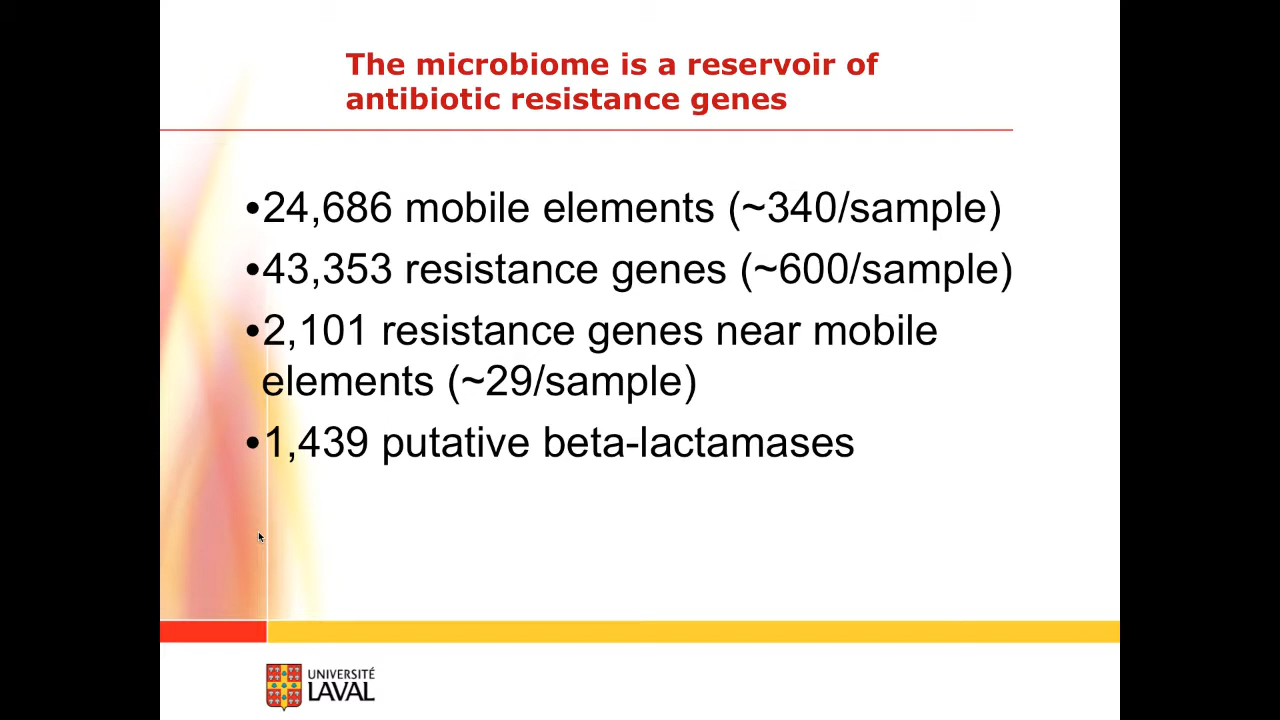 The microbiome is a reservoir of
antibiotic resistance genes
•24,686 mobile elements (~340/sample)
•43,353 resistance genes (~600/sample)
•2,101 resistance genes near mobile
elements (~29/sample)
•1,439 putative beta-lactamases
UNIVERSITÉ
LAVAL